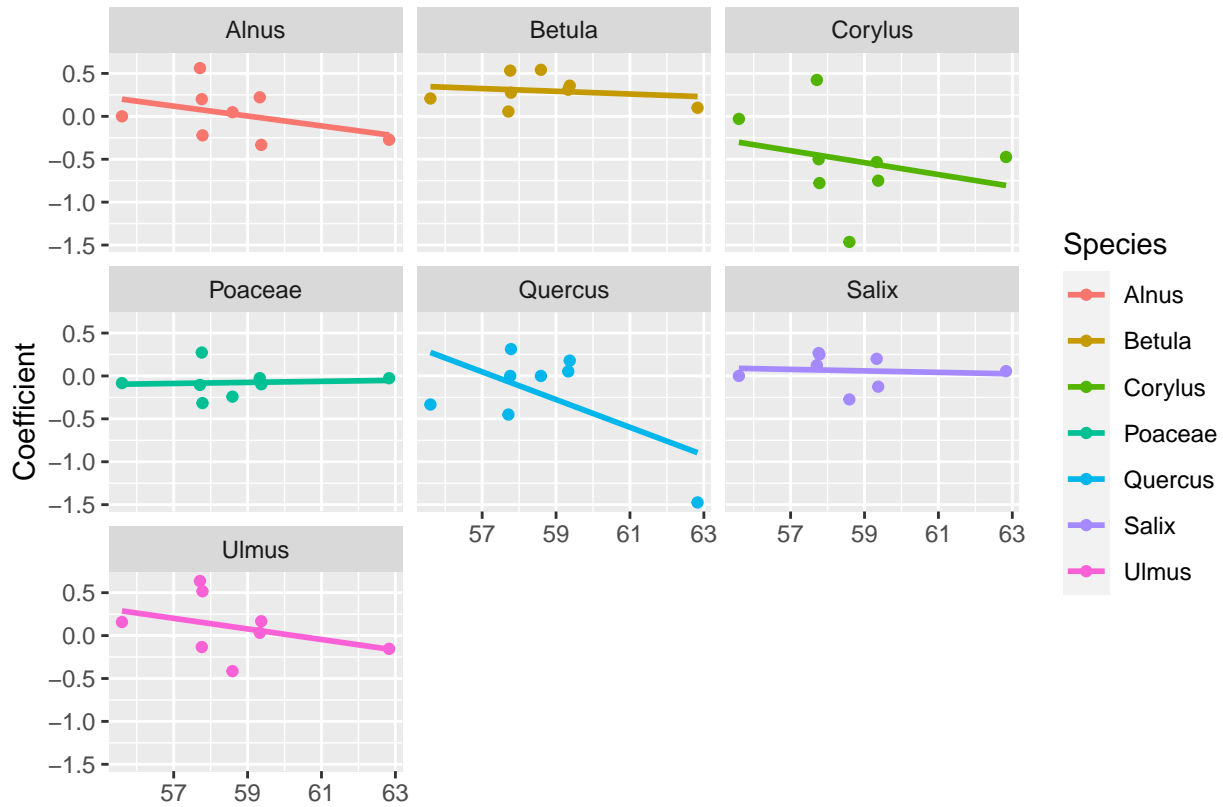 Alnus Betula Corylus
0.5
0.0
−0.5
−1.0
−1.5
Poaceae Quercus Salix
0.5
0.0
−0.5
−1.0
−1.5
57 59 61 63 57 59 61 63
Ulmus
0.5
0.0
−0.5
−1.0
−1.5
57 59 61 63
Coefficient
Species
Alnus
Betula
Corylus
Poaceae
Quercus
Salix
Ulmus